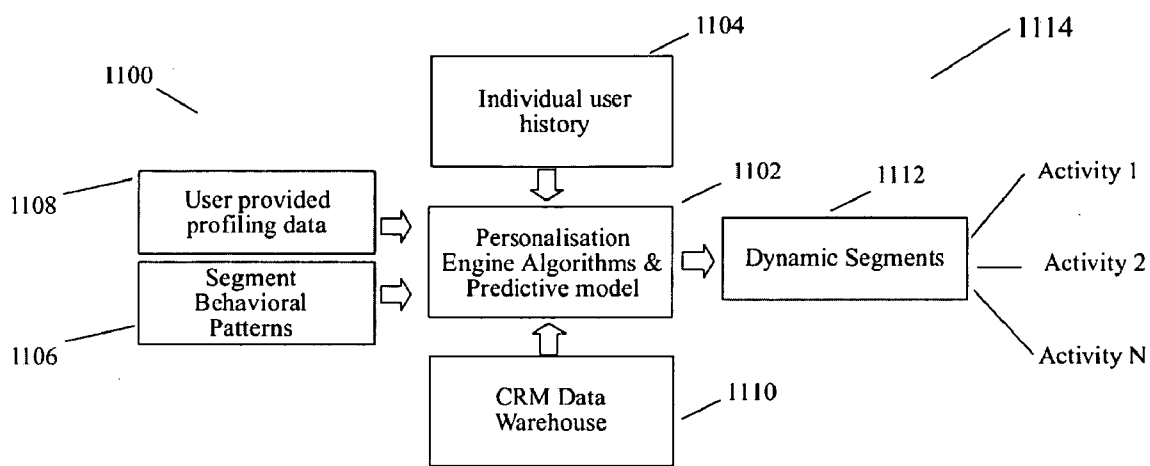 1104
1114
1100
Individual user
history
1102
1112
1108
User provided
profiling data
Activity 1
Personalisation
Engine Algorithms &
Predictive model
Dynamic Segments
Activity 2
Segment
Behavioral
Patterns
1106
Activity N
CRM Data
Warehouse
1110